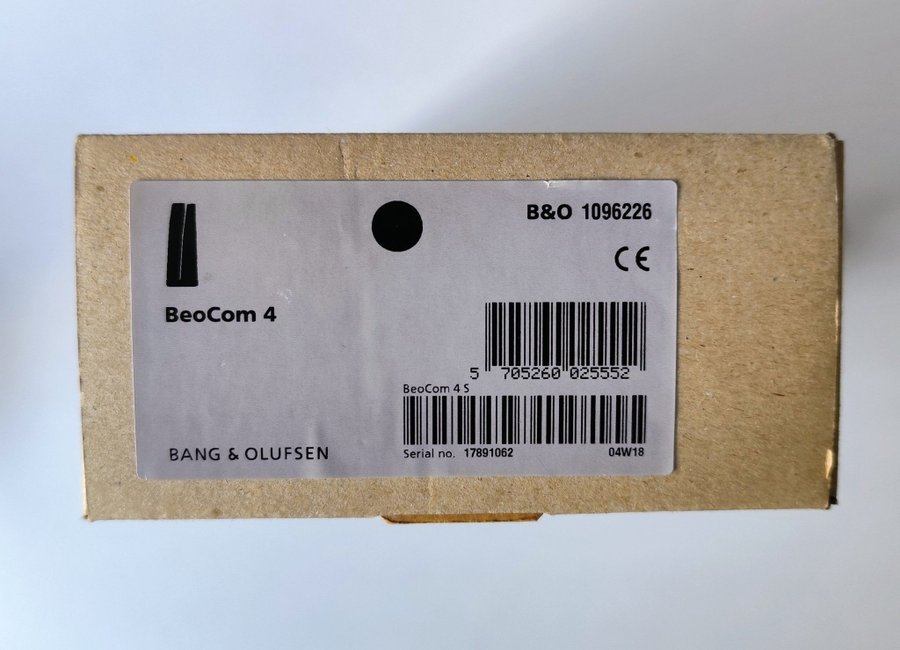 B&O 1096226
CE
BeoCom 4
5 705260 025552
BeoCom 4 S
Serial no. 17891062 04W18
BANG & OLUFSEN